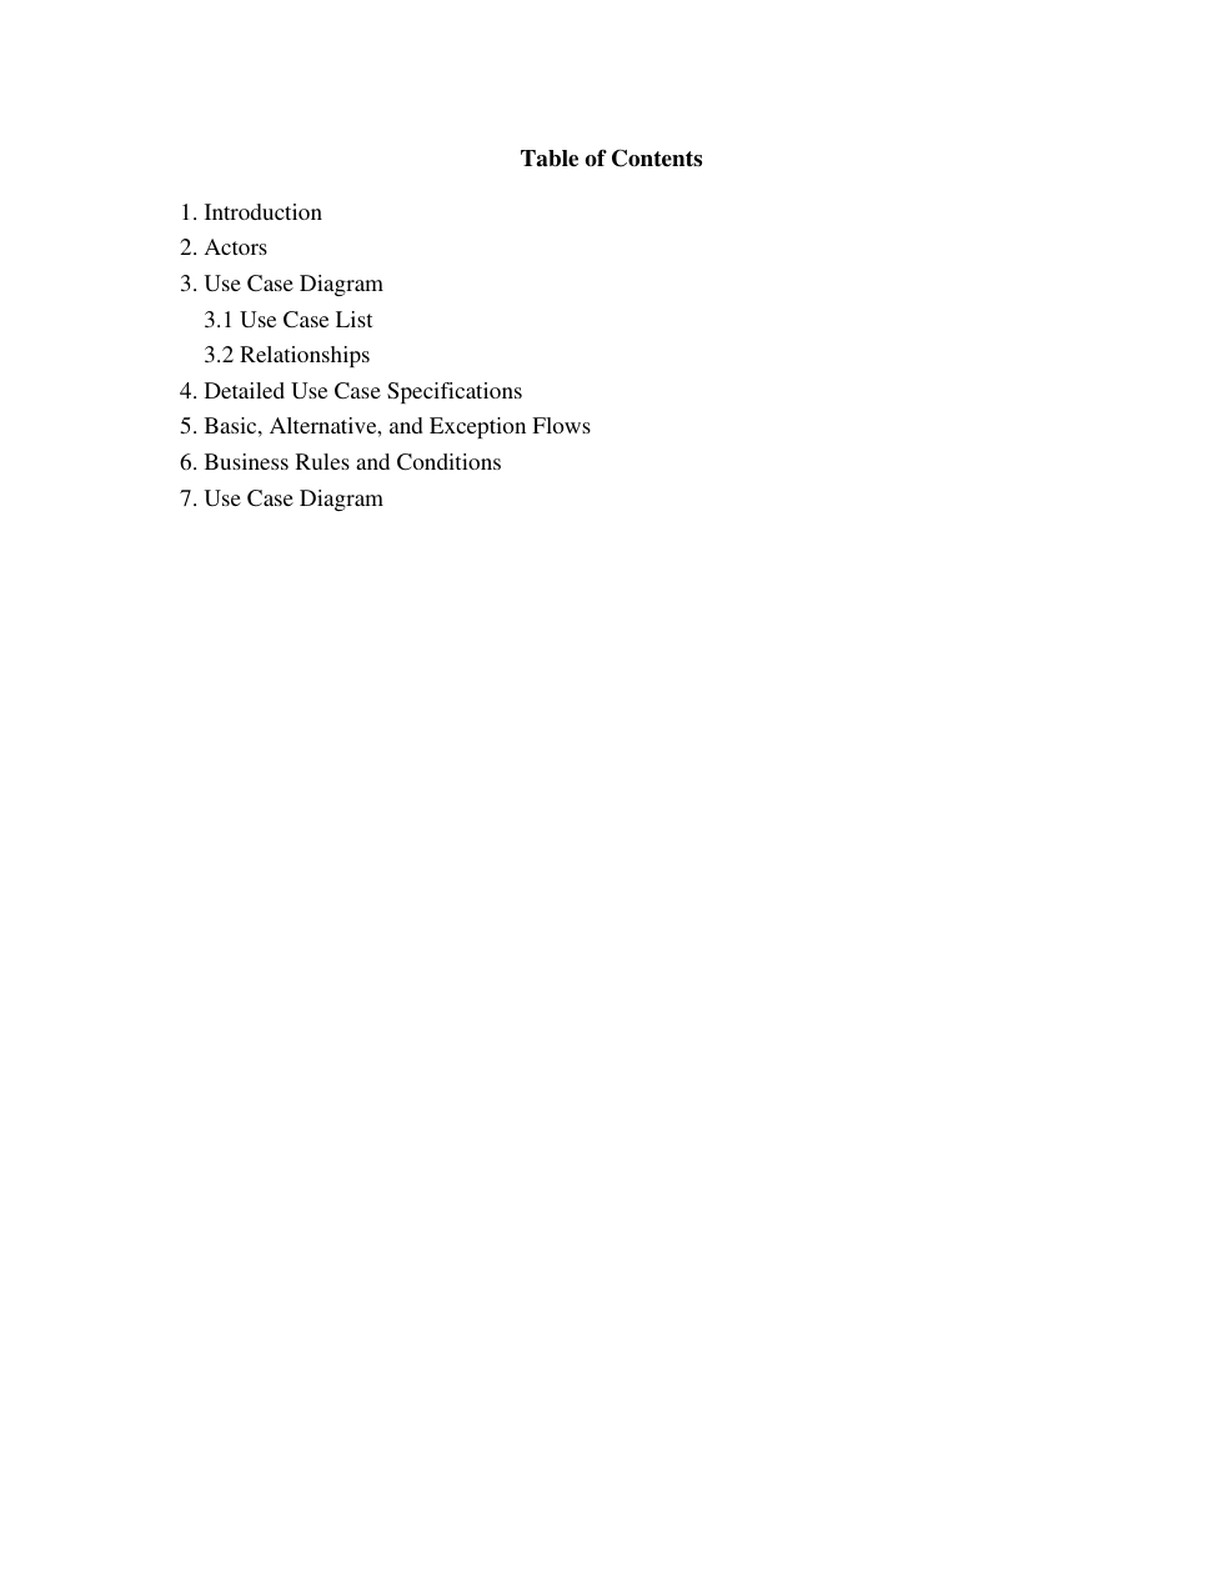 Table of Contents
1. Introduction
2. Actors
3. Use Case Diagram
3.1 Use Case List
3.2 Relationships
4. Detailed Use Case Specifications
5. Basic, Alternative, and Exception Flows
6. Business Rules and Conditions
7. Use Case Diagram